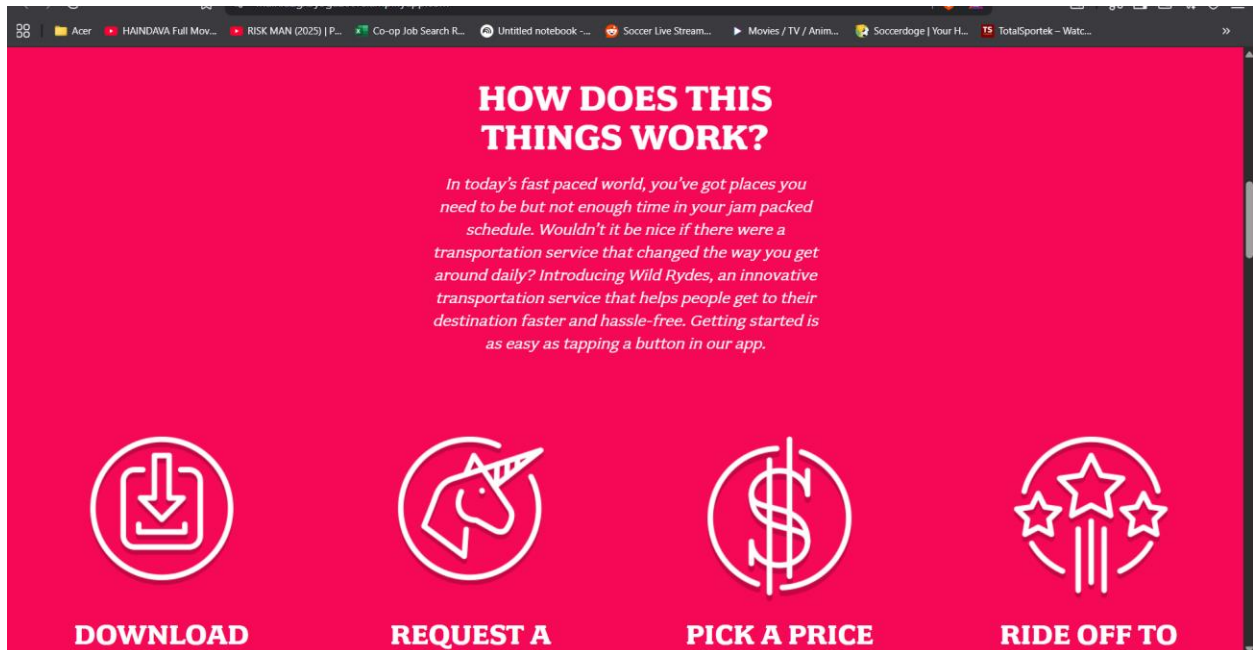 Acer
HAINDAVA Full Mov...
RISK MAN (2025) | P...
Co-op Job Search R...
Untitled notebook -...
Soccer Live Stream...
Movies / TV / Anim...
Soccerdoge | Your H...
TS
TotalSportek – Watc...
»
HOW DOES THIS
THINGS WORK?
In today's fast paced world, you've got places you
need to be but not enough time in your jam packed
schedule. Wouldn't it be nice if there were a
transportation service that changed the way you get
around daily? Introducing Wild Rydes, an innovative
transportation service that helps people get to their
destination faster and hassle-free. Getting started is
as easy as tapping a button in our app.
DOWNLOAD
REQUEST A
PICK A PRICE
RIDE OFF TO